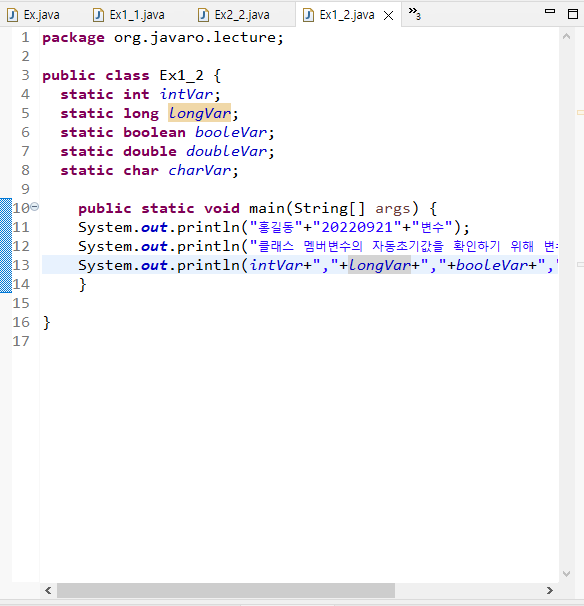 Ex.java Ex1_1.java Ex2_2.java Ex1_2.java »3
1 package org.javaro.lecture;
2
3 public class Ex1_2 {
4 static int intVar;
5 static long longVar;
6 static boolean booleVar;
7 static double doubleVar;
8 static char charVar;
9
10 public static void main(String[] args) {
11 System.out.println("홍길동"+"20220921"+"변수");
12 System.out.println("클래스 멤버변수의 자동초기값을 확인하기 위해
13 System.out.println(intVar+","+longVar+","+booleVar+","
14 }
15
16 }
17